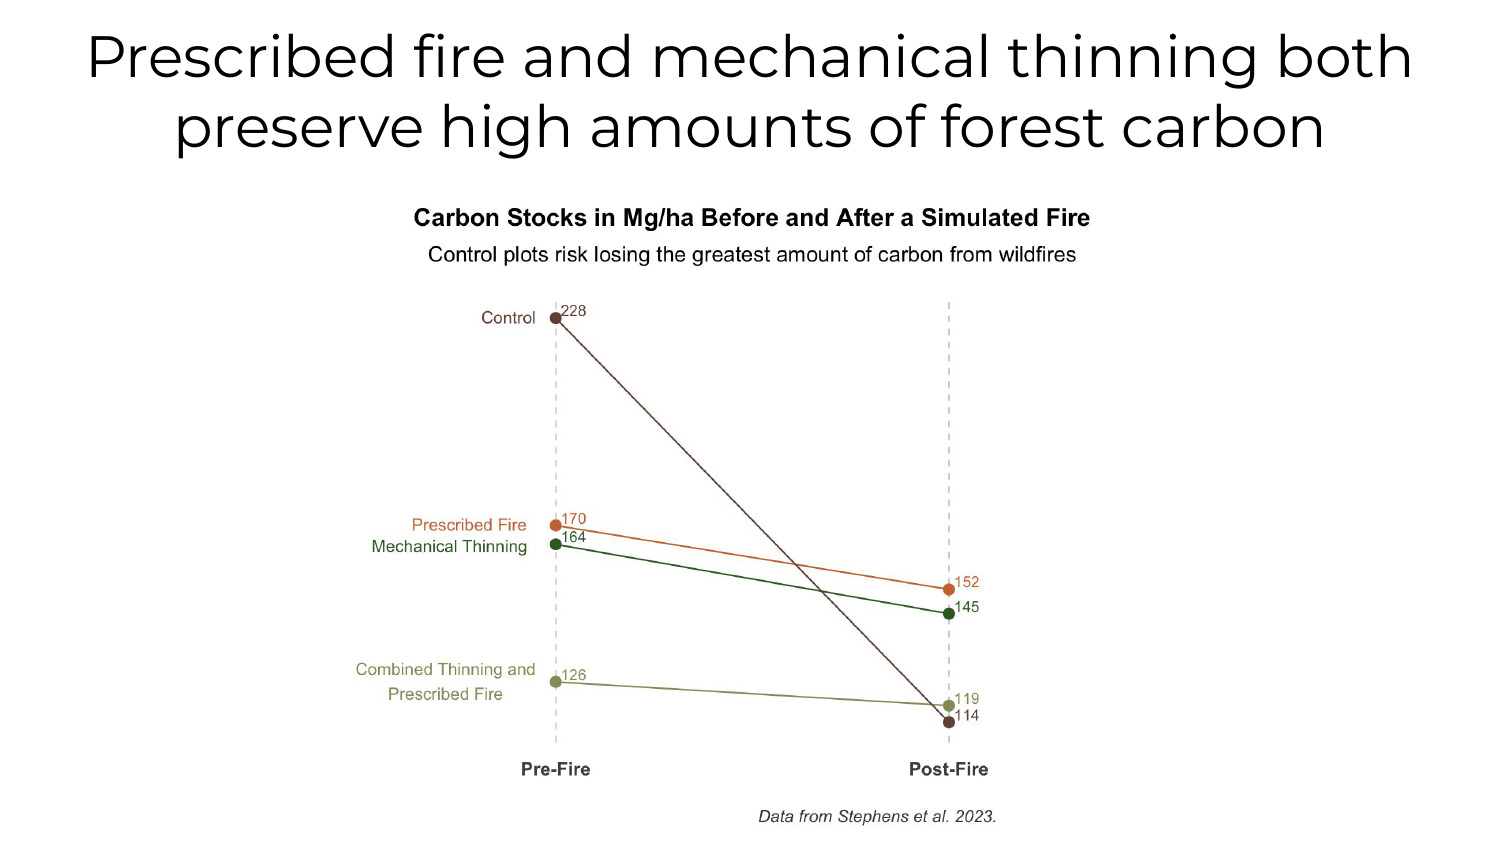 Prescribed fire and mechanical thinning both
preserve high amounts of forest carbon
Carbon Stocks in Mg/ha Before and After a Simulated Fire
Control plots risk losing the greatest amount of carbon from wildfires
Control
228
Prescribed Fire
170
Mechanical Thinning
164
152
145
Combined Thinning and
Prescribed Fire
126
119
114
Pre-Fire
Post-Fire
Data from Stephens et al. 2023.